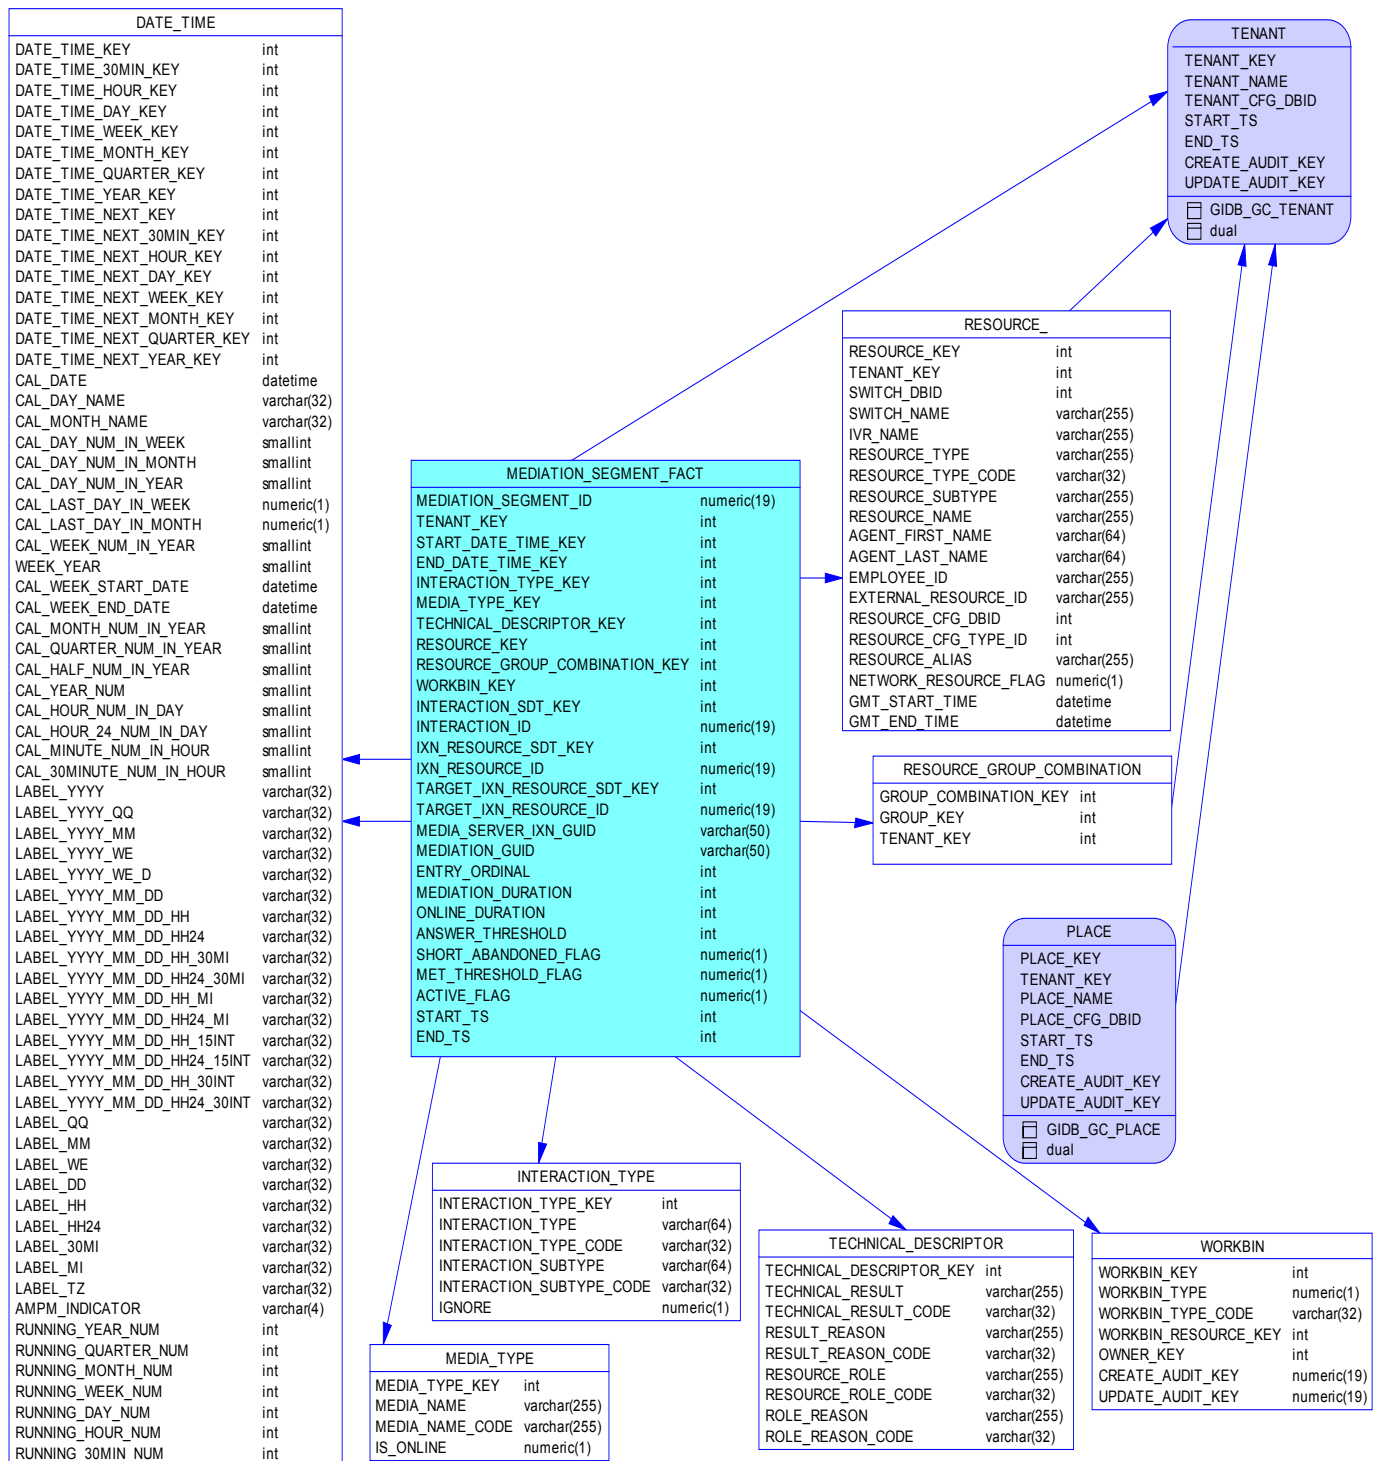 DATE_TIME
DATE_TIME_KEY int
DATE_TIME_30MIN_KEY int
DATE_TIME_HOUR_KEY int
DATE_TIME_DAY_KEY int
DATE_TIME_WEEK_KEY int
DATE_TIME_MONTH_KEY int
DATE_TIME_QUARTER_KEY int
DATE_TIME_YEAR_KEY int
DATE_TIME_NEXT_KEY int
DATE_TIME_NEXT_30MIN_KEY int
DATE_TIME_NEXT_HOUR_KEY int
DATE_TIME_NEXT_DAY_KEY int
DATE_TIME_NEXT_WEEK_KEY int
DATE_TIME_NEXT_MONTH_KEY int
DATE_TIME_NEXT_QUARTER_KEY int
DATE_TIME_NEXT_YEAR_KEY int
CAL_DATE datetime
CAL_DAY_NAME varchar(32)
CAL_MONTH_NAME varchar(32)
CAL_DAY_NUM_IN_WEEK smallint
CAL_DAY_NUM_IN_MONTH smallint
CAL_DAY_NUM_IN_YEAR smallint
CAL_LAST_DAY_IN_WEEK numeric(1)
CAL_LAST_DAY_IN_MONTH numeric(1)
CAL_WEEK_NUM_IN_YEAR smallint
WEEK_YEAR smallint
CAL_WEEK_START_DATE datetime
CAL_WEEK_END_DATE datetime
CAL_MONTH_NUM_IN_YEAR smallint
CAL_QUARTER_NUM_IN_YEAR smallint
CAL_HALF_NUM_IN_YEAR smallint
CAL_YEAR_NUM smallint
CAL_HOUR_NUM_IN_DAY smallint
CAL_HOUR_24_NUM_IN_DAY smallint
CAL_MINUTE_NUM_IN_HOUR smallint
CAL_30MINUTE_NUM_IN_HOUR smallint
LABEL_YYYY varchar(32)
LABEL_YYYY_QQ varchar(32)
LABEL_YYYY_MM varchar(32)
LABEL_YYYY_WE varchar(32)
LABEL_YYYY_WE_D varchar(32)
LABEL_YYYY_MM_DD varchar(32)
LABEL_YYYY_MM_DD_HH varchar(32)
LABEL_YYYY_MM_DD_HH24 varchar(32)
LABEL_YYYY_MM_DD_HH_30MI varchar(32)
LABEL_YYYY_MM_DD_HH24_30MI varchar(32)
LABEL_YYYY_MM_DD_HH_MI varchar(32)
LABEL_YYYY_MM_DD_HH24_MI varchar(32)
LABEL_YYYY_MM_DD_HH_15INT varchar(32)
LABEL_YYYY_MM_DD_HH24_15INT varchar(32)
LABEL_YYYY_MM_DD_HH_30INT varchar(32)
LABEL_YYYY_MM_DD_HH24_30INT varchar(32)
LABEL_QQ varchar(32)
LABEL_MM varchar(32)
LABEL_WE varchar(32)
LABEL_DD varchar(32)
LABEL_HH varchar(32)
LABEL_HH24 varchar(32)
LABEL_30MI varchar(32)
LABEL_MI varchar(32)
LABEL_TZ varchar(32)
AMPM_INDICATOR varchar(4)
RUNNING_YEAR_NUM int
RUNNING_QUARTER_NUM int
RUNNING_MONTH_NUM int
RUNNING_WEEK_NUM int
RUNNING_DAY_NUM int
RUNNING_HOUR_NUM int
RUNNING_30MIN_NUM int
TENANT
TENANT_KEY
TENANT_NAME
TENANT_CFG_DBID
START_TS
END_TS
CREATE_AUDIT_KEY
UPDATE_AUDIT_KEY
GIDB_GC_TENANT
dual
RESOURCE_
RESOURCE_KEY int
TENANT_KEY int
SWITCH_DBID int
SWITCH_NAME varchar(255)
IVR_NAME varchar(255)
RESOURCE_TYPE varchar(255)
RESOURCE_TYPE_CODE varchar(32)
RESOURCE_SUBTYPE varchar(255)
RESOURCE_NAME varchar(255)
AGENT_FIRST_NAME varchar(64)
AGENT_LAST_NAME varchar(64)
EMPLOYEE_ID varchar(255)
EXTERNAL_RESOURCE_ID varchar(255)
RESOURCE_CFG_DBID int
RESOURCE_CFG_TYPE_ID int
RESOURCE_ALIAS varchar(255)
NETWORK_RESOURCE_FLAG numeric(1)
GMT_START_TIME datetime
GMT_END_TIME datetime
MEDIATION_SEGMENT_FACT
MEDIATION_SEGMENT_ID numeric(19)
TENANT_KEY int
START_DATE_TIME_KEY int
END_DATE_TIME_KEY int
INTERACTION_TYPE_KEY int
MEDIA_TYPE_KEY int
TECHNICAL_DESCRIPTOR_KEY int
RESOURCE_KEY int
RESOURCE_GROUP_COMBINATION_KEY int
WORKBIN_KEY int
INTERACTION_SDT_KEY int
INTERACTION_ID numeric(19)
IXN_RESOURCE_SDT_KEY int
IXN_RESOURCE_ID numeric(19)
TARGET_IXN_RESOURCE_SDT_KEY int
TARGET_IXN_RESOURCE_ID numeric(19)
MEDIA_SERVER_IXN_GUID varchar(50)
MEDIATION_GUID varchar(50)
ENTRY_ORDINAL int
MEDIATION_DURATION int
ONLINE_DURATION int
ANSWER_THRESHOLD int
SHORT_ABANDONED_FLAG numeric(1)
MET_THRESHOLD_FLAG numeric(1)
ACTIVE_FLAG numeric(1)
START_TS int
END_TS int
RESOURCE_GROUP_COMBINATION
GROUP_COMBINATION_KEY int
GROUP_KEY int
TENANT_KEY int
PLACE
PLACE_KEY
TENANT_KEY
PLACE_NAME
PLACE_CFG_DBID
START_TS
END_TS
CREATE_AUDIT_KEY
UPDATE_AUDIT_KEY
GIDB_GC_PLACE
dual
INTERACTION_TYPE
INTERACTION_TYPE_KEY int
INTERACTION_TYPE varchar(64)
INTERACTION_TYPE_CODE varchar(32)
INTERACTION_SUBTYPE varchar(64)
INTERACTION_SUBTYPE_CODE varchar(32)
IGNORE numeric(1)
MEDIA_TYPE
MEDIA_TYPE_KEY int
MEDIA_NAME varchar(255)
MEDIA_NAME_CODE varchar(255)
IS_ONLINE numeric(1)
TECHNICAL_DESCRIPTOR
TECHNICAL_DESCRIPTOR_KEY int
TECHNICAL_RESULT varchar(255)
TECHNICAL_RESULT_CODE varchar(32)
RESULT_REASON varchar(255)
RESULT_REASON_CODE varchar(32)
RESOURCE_ROLE varchar(255)
RESOURCE_ROLE_CODE varchar(32)
ROLE_REASON varchar(255)
ROLE_REASON_CODE varchar(32)
WORKBIN
WORKBIN_KEY int
WORKBIN_TYPE numeric(1)
WORKBIN_TYPE_CODE varchar(32)
WORKBIN_RESOURCE_KEY int
OWNER_KEY int
CREATE_AUDIT_KEY numeric(19)
UPDATE_AUDIT_KEY numeric(19)